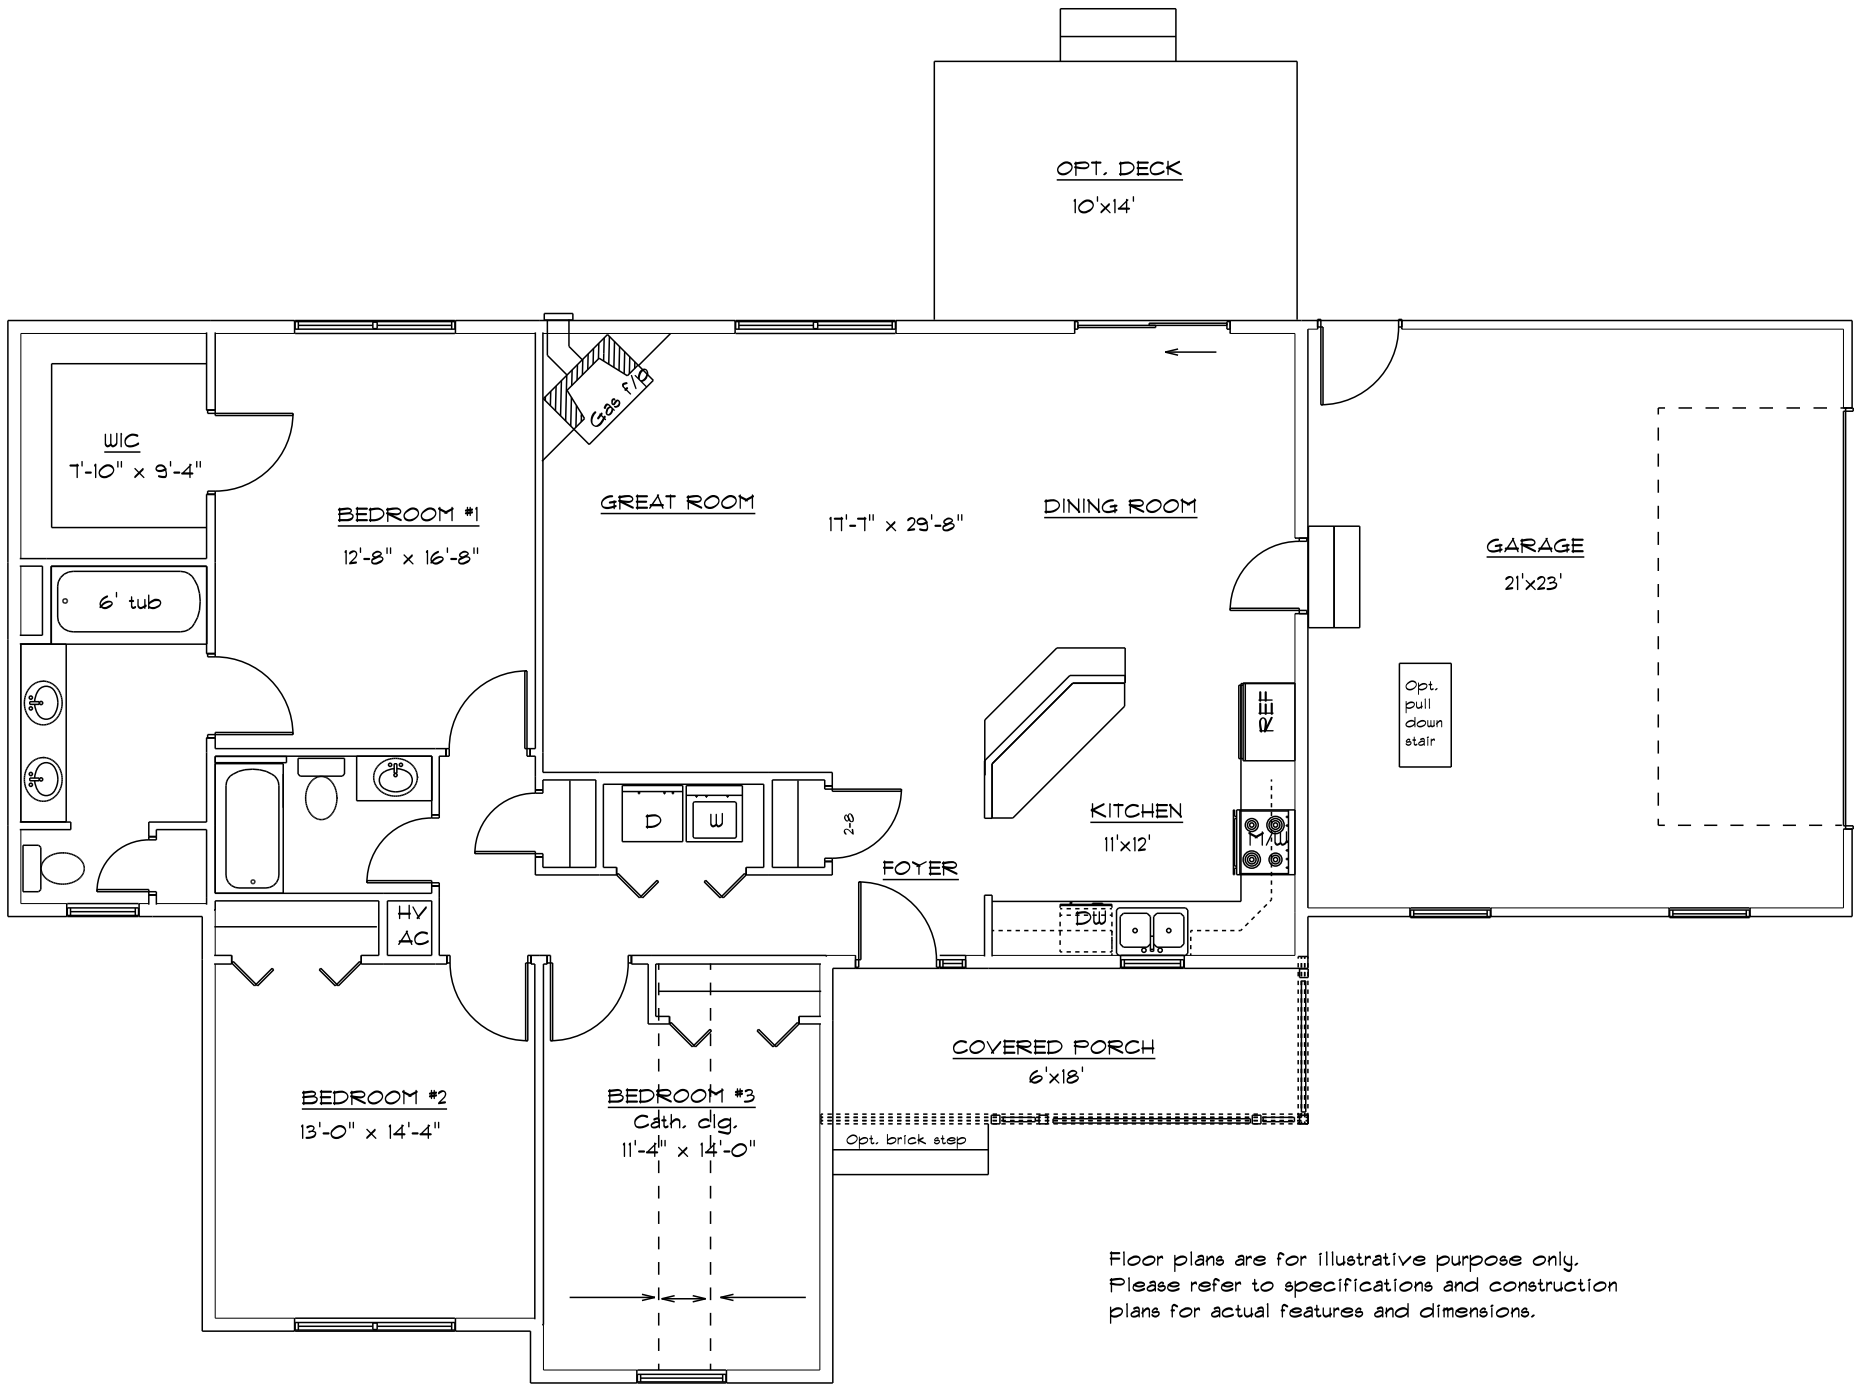 OPT. DECK
10'x14'
WIC
7'-10" x 9'-4"
Gas f/p
BEDROOM #1
12'-8" x 16'-8"
GREAT ROOM
17'-7" x 29'-8"
DINING ROOM
GARAGE
21'x23'
6' tub
Opt.
pull
down
stair
REF
D
W
2-8
KITCHEN
11'x12'
M/W
FOYER
HV
AC
DW
COVERED PORCH
6'x18'
BEDROOM #2
13'-0" x 14'-4"
BEDROOM #3
Cath. clg.
11'-4" x 14'-0"
Opt. brick step
Floor plans are for illustrative purpose only.
Please refer to specifications and construction
plans for actual features and dimensions.